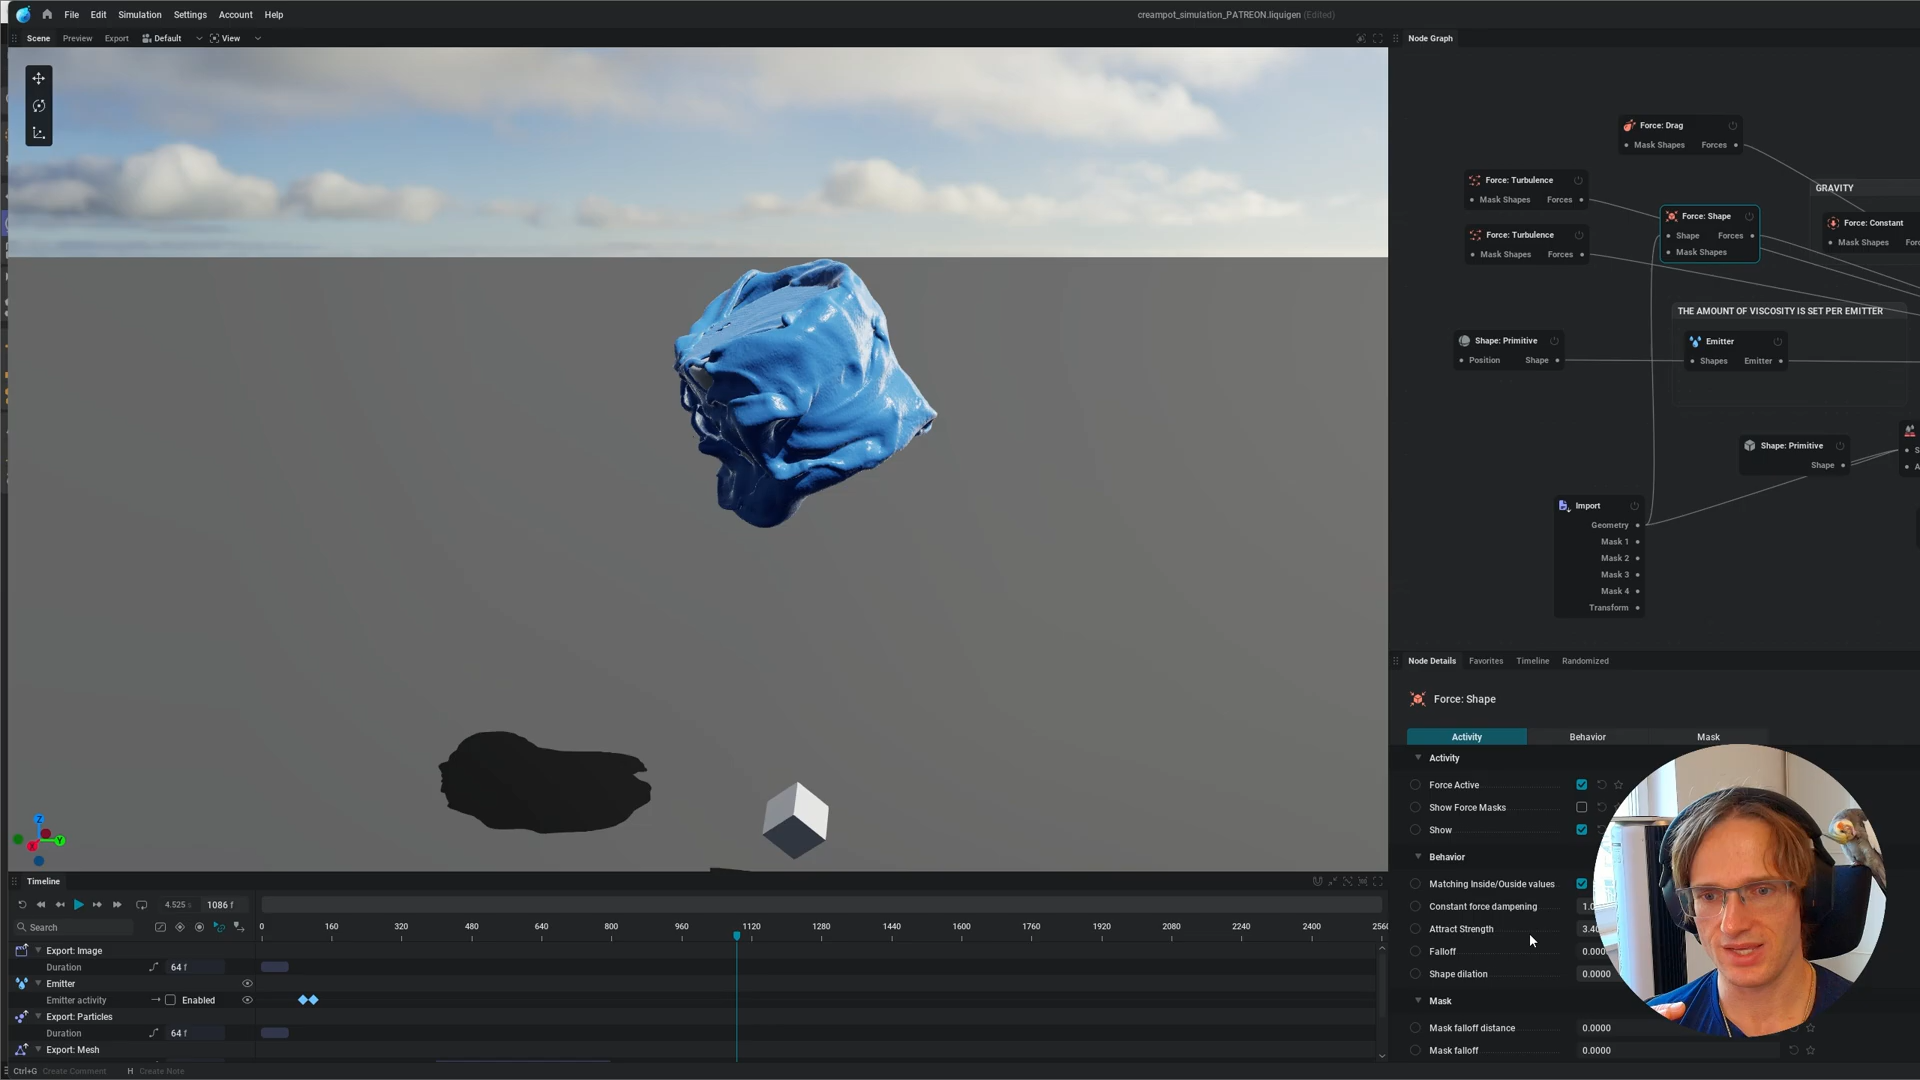 File Edit Simulation Settings Account Help
creampot_simulation_PATREON.liquigen (Edited)
Scene Preview Export Default View
Node Graph
Force: Drag
Mask Shapes Forces
Force: Turbulence
Mask Shapes Forces
Force: Turbulence
Mask Shapes Forces
Force: Shape
Shape Forces
Mask Shapes
GRAVITY
Force: Constant
Mask Shapes
THE AMOUNT OF VISCOSITY IS SET PER EMITTER
Shape: Primitive
Position Shape
Emitter
Shapes Emitter
Shape: Primitive
Shape
Import
Geometry
Mask 1
Mask 2
Mask 3
Mask 4
Transform
Z
X
Y
Node Details Favorites Timeline Randomized
Force: Shape
Activity Behavior Mask
Activity
Force Active
Show Force Masks
Show
Behavior
Matching Inside/Ouside values
Constant force dampening
Attract Strength
Falloff
Shape dilation 0.0000
Mask
Mask falloff distance 0.0000
Mask falloff 0.0000
Timeline
4.525 s 1086 f
Search
0 160 320 480 640 800 960 1120 1280 1440 1600 1760 1920 2080 2240 2400 2560
Export: Image
Duration 64 f
Emitter
Emitter activity Enabled
Export: Particles
Duration 64 f
Export: Mesh
Ctrl+G Create Comment H Create Note